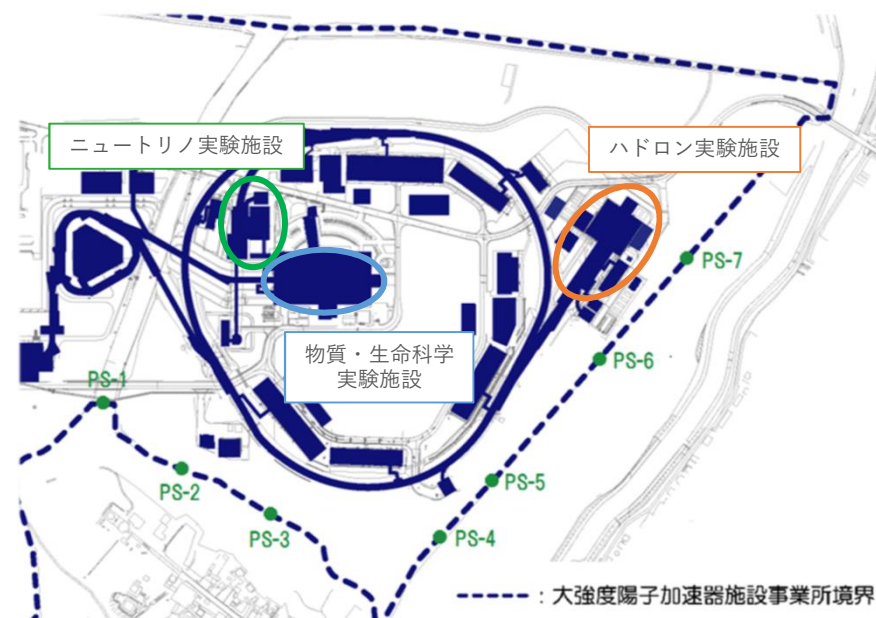 ニュートリノ実験施設
ハドロン実験施設
PS-7
物質・生命科学
実験施設
PS-6
PS-1
PS-2
PS-5
PS-3
PS-4
-----：大強度陽子加速器施設事業所境界